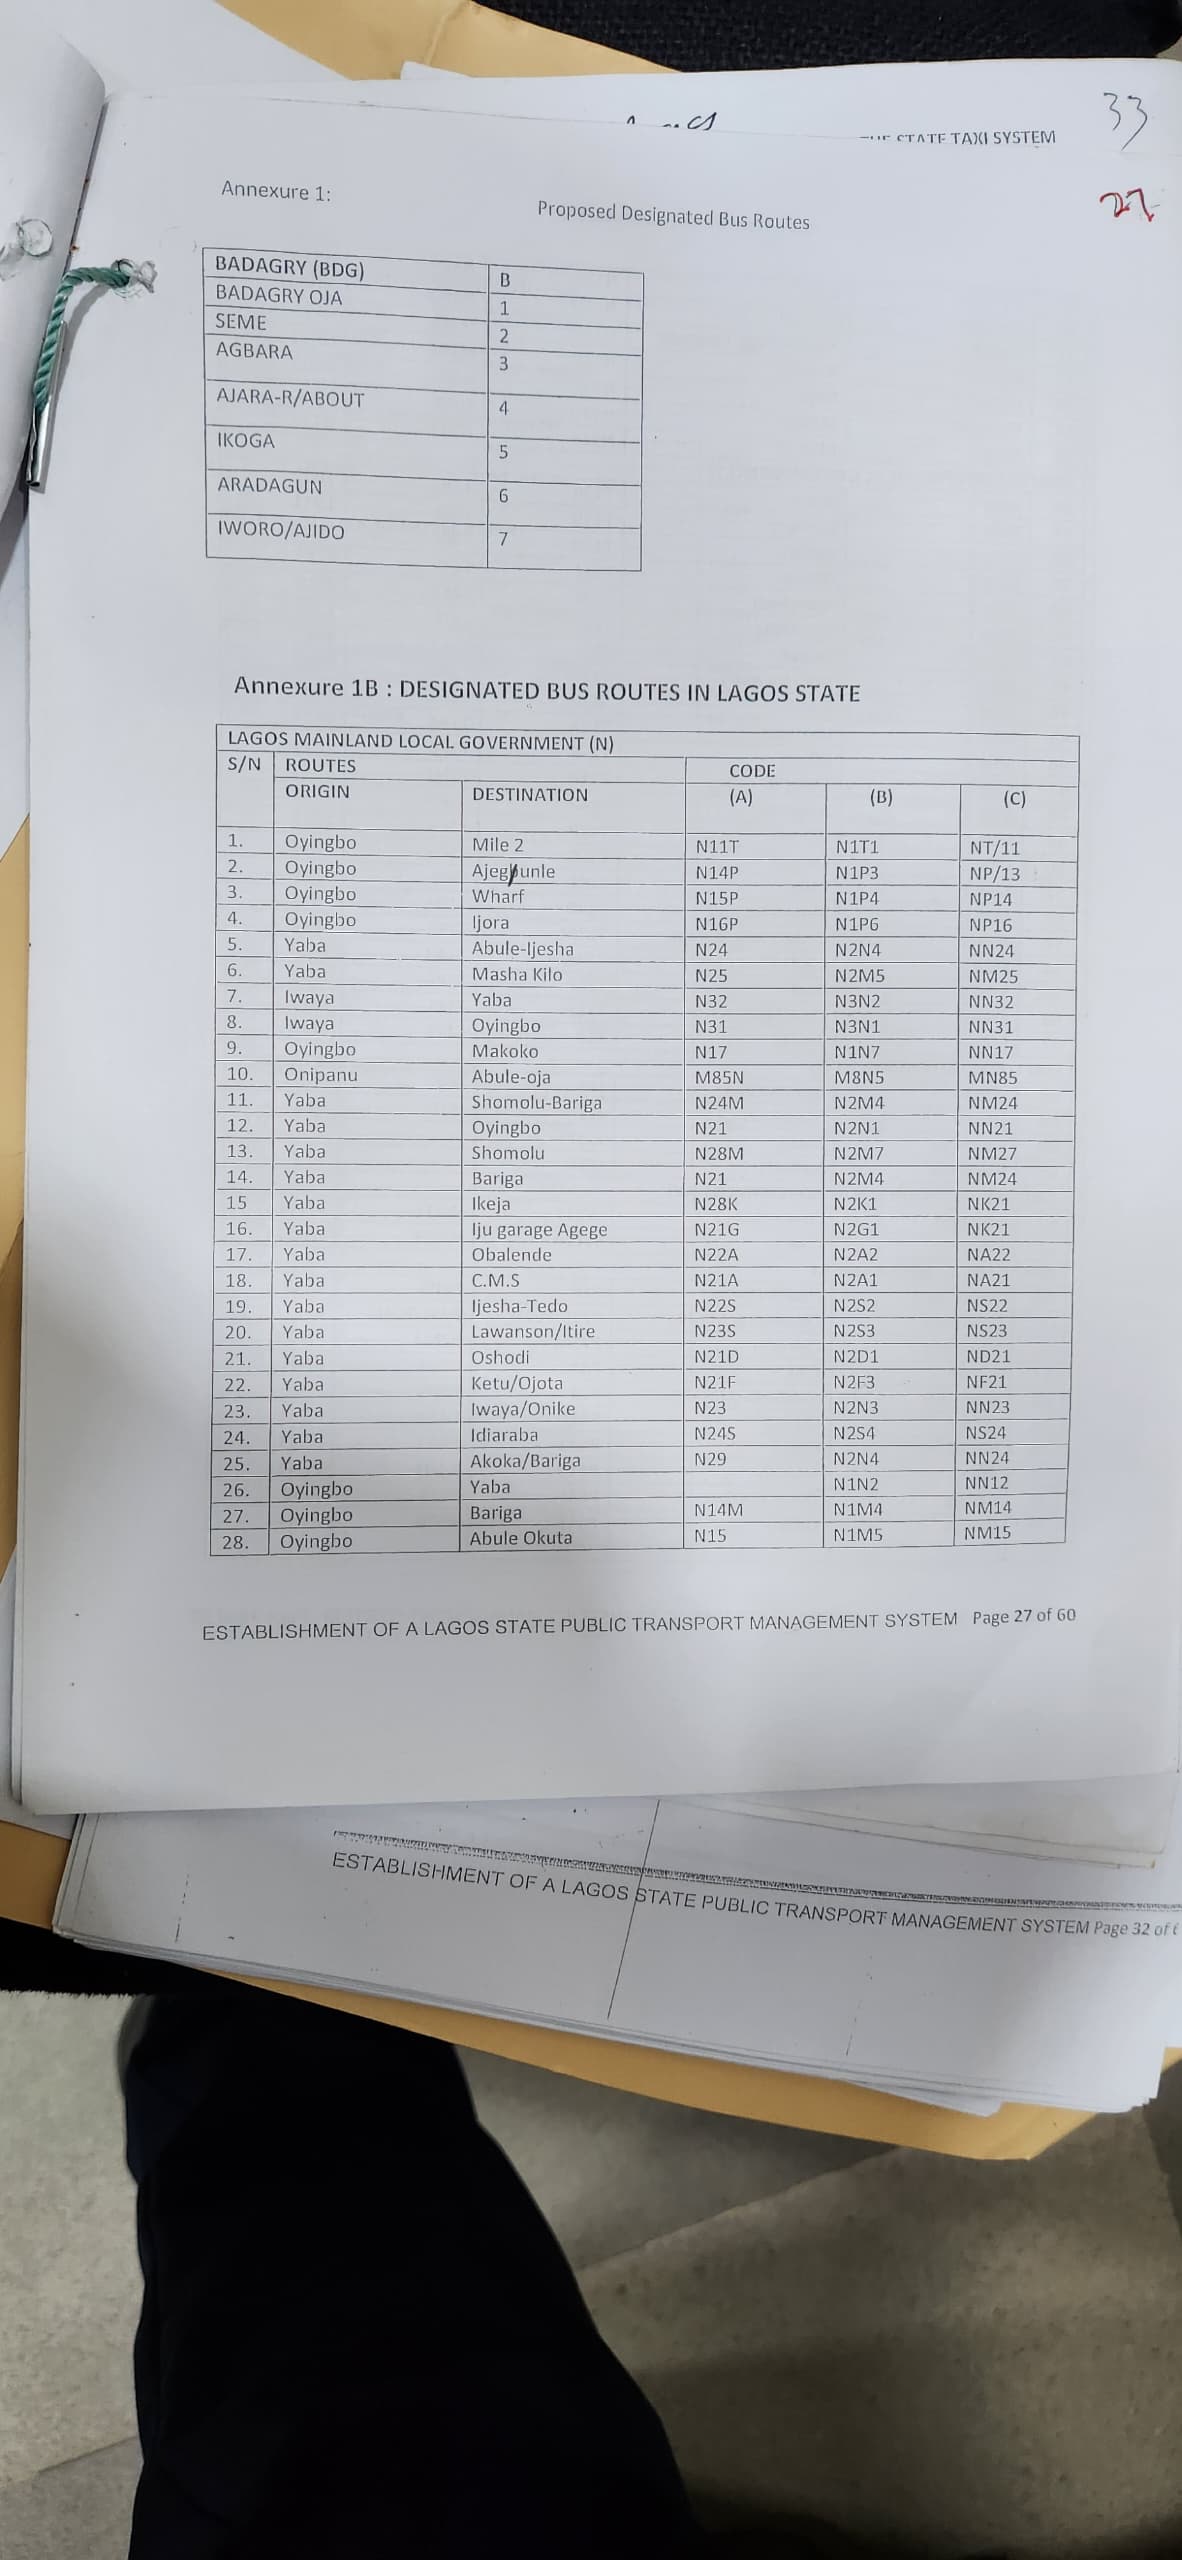 33
STATE TAXI SYSTEM
27
Annexure 1:
Proposed Designated Bus Routes
BADAGRY (BDG) B
BADAGRY OJA 1
SEME 2
AGBARA 3
AJARA-R/ABOUT 4
IKOGA 5
ARADAGUN 6
IWORO/AJIDO 7
Annexure 1B : DESIGNATED BUS ROUTES IN LAGOS STATE
LAGOS MAINLAND LOCAL GOVERNMENT (N)
S/N ROUTES CODE
ORIGIN DESTINATION (A) (B) (C)
1. Oyingbo Mile 2 N11T N1T1 NT/11
2. Oyingbo Ajegunle N14P N1P3 NP/13
3. Oyingbo Wharf N15P N1P4 NP14
4. Oyingbo Ijora N16P N1P6 NP16
5. Yaba Abule-Ijesha N24 N2N4 NN24
6. Yaba Masha Kilo N25 N2M5 NM25
7. Iwaya Yaba N32 N3N2 NN32
8. Iwaya Oyingbo N31 N3N1 NN31
9. Oyingbo Makoko N17 N1N7 NN17
10. Onipanu Abule-oja M85N M8N5 MN85
11. Yaba Shomolu-Bariga N24M N2M4 NM24
12. Yaba Oyingbo N21 N2N1 NN21
13. Yaba Shomolu N28M N2M7 NM27
14. Yaba Bariga N21 N2M4 NM24
15 Yaba Ikeja N28K N2K1 NK21
16. Yaba Iju garage Agege N21G N2G1 NK21
17. Yaba Obalende N22A N2A2 NA22
18. Yaba C.M.S N21A N2A1 NA21
19. Yaba Ijesha-Tedo N22S N2S2 NS22
20. Yaba Lawanson/Itire N23S N2S3 NS23
21. Yaba Oshodi N21D N2D1 ND21
22. Yaba Ketu/Ojota N21F N2F3 NF21
23. Yaba Iwaya/Onike N23 N2N3 NN23
24. Yaba Idiaraba N24S N2S4 NS24
25. Yaba Akoka/Bariga N29 N2N4 NN24
26. Oyingbo Yaba N1N2 NN12
27. Oyingbo Bariga N14M N1M4 NM14
28. Oyingbo Abule Okuta N15 N1M5 NM15
ESTABLISHMENT OF A LAGOS STATE PUBLIC TRANSPORT MANAGEMENT SYSTEM Page 27 of 60
ESTABLISHMENT OF A LAGOS STATE PUBLIC TRANSPORT MANAGEMENT SYSTEM Page 32 of